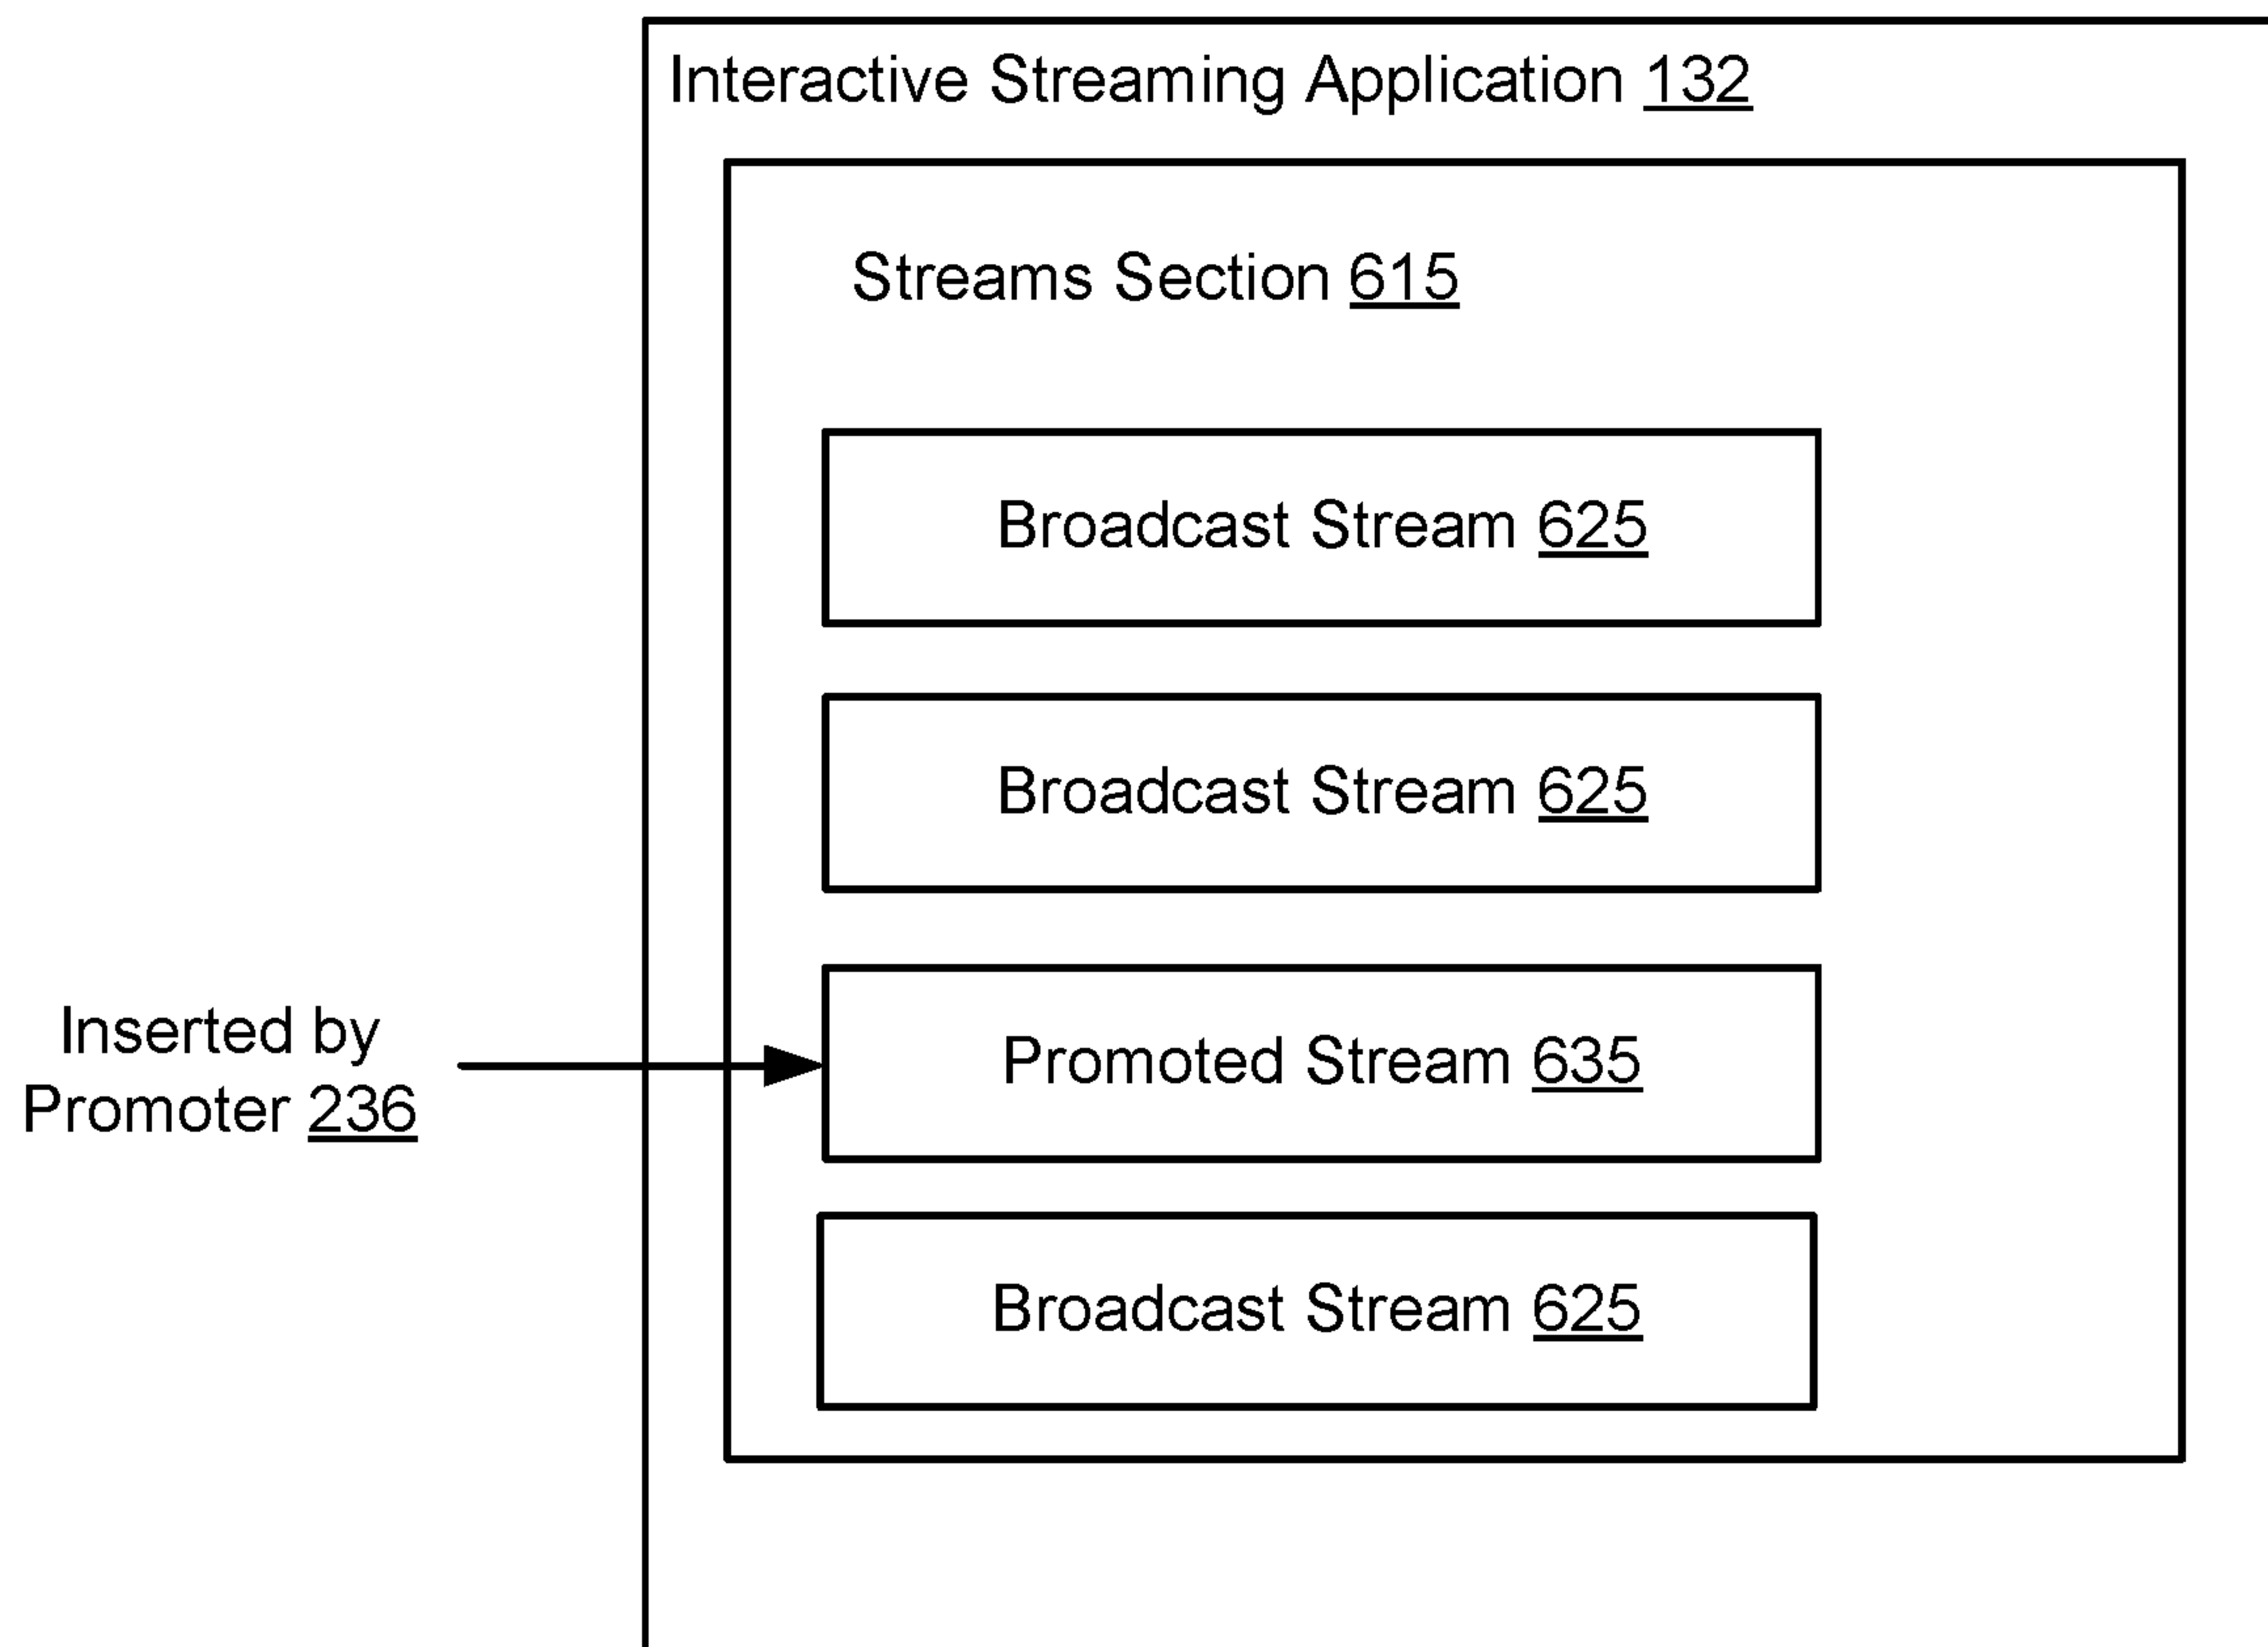 Interactive Streaming Application 132
Streams Section 615
Broadcast Stream 625
Broadcast Stream 625
Inserted by
Promoter 236
Promoted Stream 635
Broadcast Stream 625